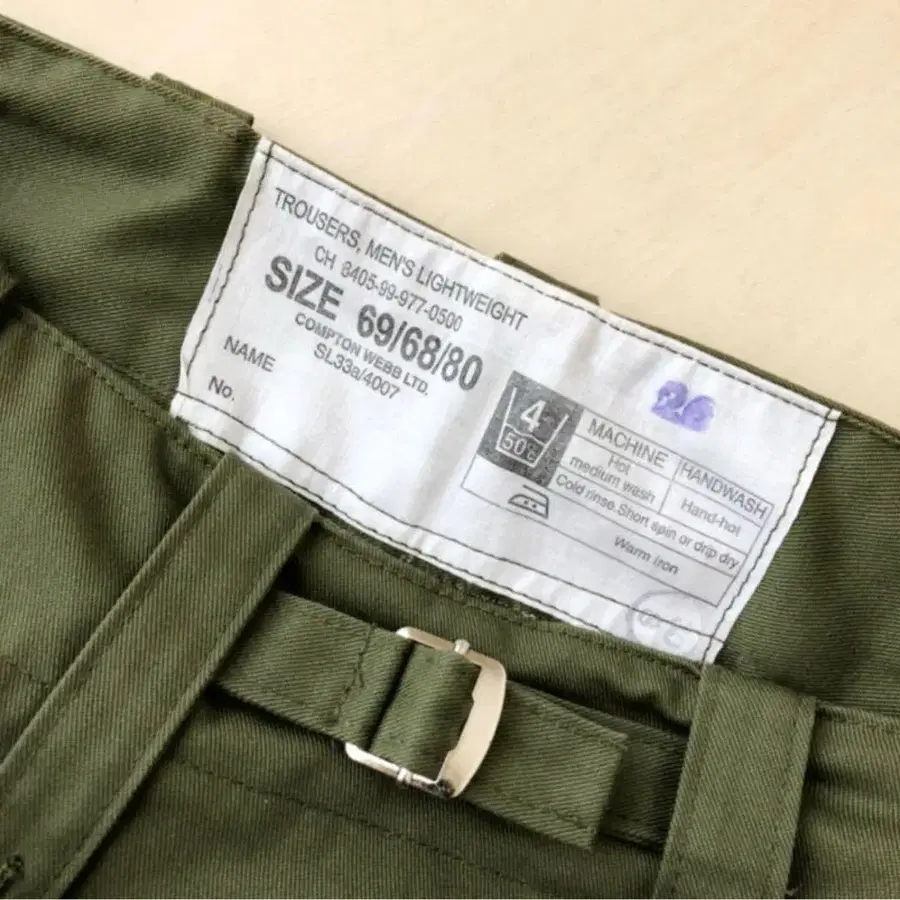 TROUSERS, MEN'S LIGHTWEIGHT
CH 8405-99-977-0500
SIZE 69/68/80
COMPTON WEBB LTD.
SL33a/4007
NAME
No.
26
4
50°C
MACHINE
Hot
medium wash
HANDWASH
Hand-hot
Cold rinse. Short spin or drip dry
Warm iron